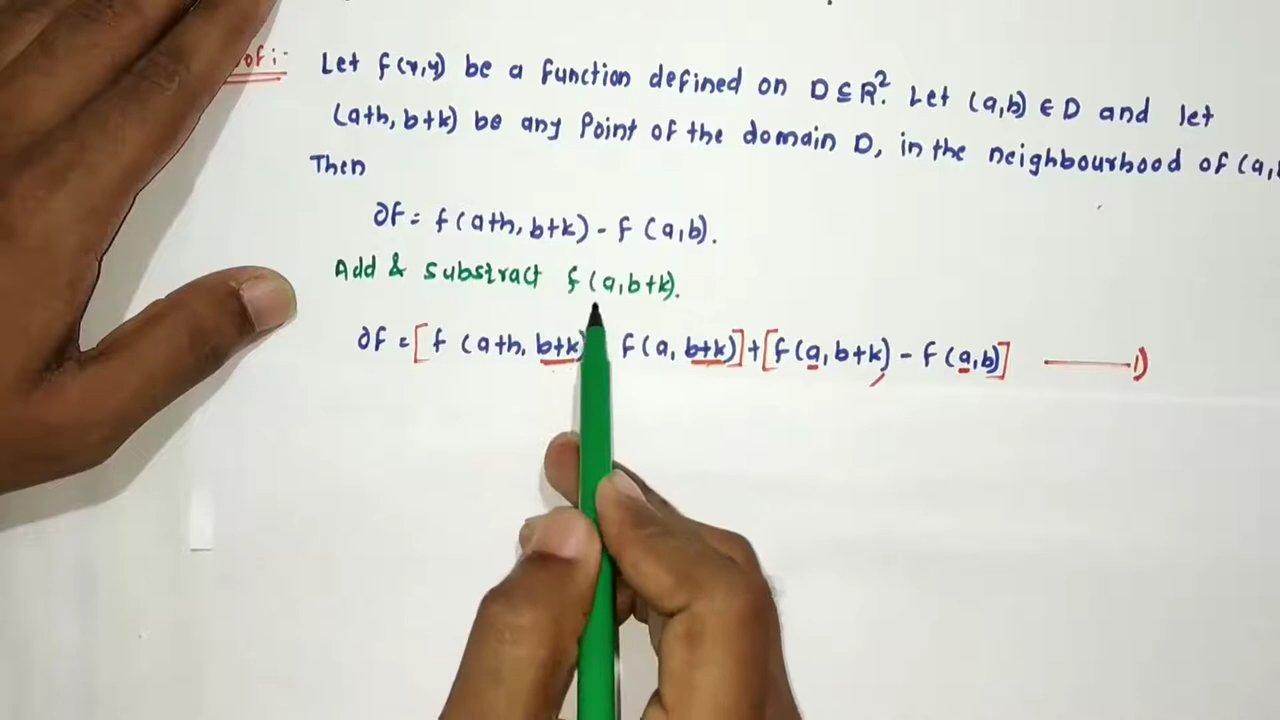 of :-
Let f(x,y) be a function defined on D ⊆ R². Let (a,b) ∈ D and let
(a+h, b+k) be any Point of the domain D, in the neighbourhood of (a,
Then
∂f = f(a+h, b+k) - f(a,b).
Add & substract f(a,b+k).
∂f = [f (a+h, b+k) f(a, b+k)] + [f(a, b+k) - f(a,b)] —— 1)